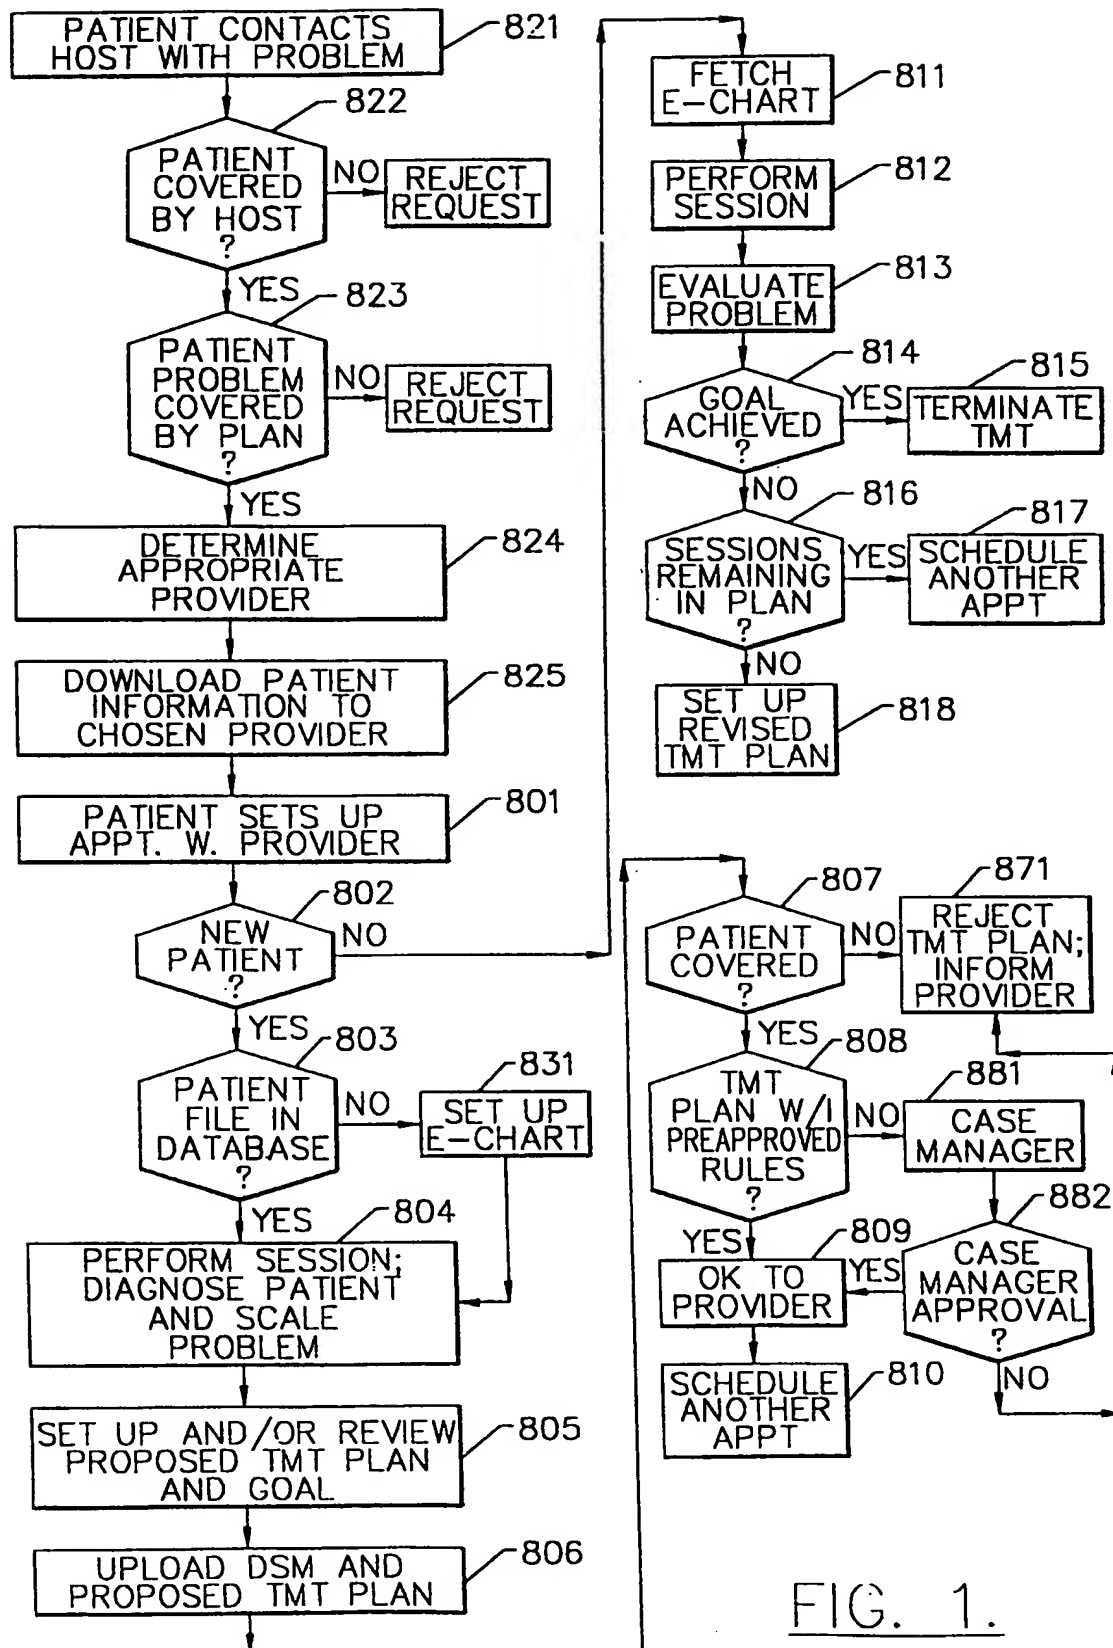 PATIENT CONTACTS
HOST WITH PROBLEM
821
822
PATIENT
COVERED
BY HOST
?
NO
REJECT
REQUEST
YES
823
PATIENT
PROBLEM
COVERED
BY PLAN
?
NO
REJECT
REQUEST
YES
DETERMINE
APPROPRIATE
PROVIDER
824
DOWNLOAD PATIENT
INFORMATION TO
CHOSEN PROVIDER
825
PATIENT SETS UP
APPT. W. PROVIDER
801
802
NEW
PATIENT
?
NO
YES
803
PATIENT
FILE IN
DATABASE
?
NO
831
SET UP
E-CHART
YES
804
PERFORM SESSION;
DIAGNOSE PATIENT
AND SCALE
PROBLEM
SET UP AND/OR REVIEW
PROPOSED TMT PLAN
AND GOAL
805
UPLOAD DSM AND
PROPOSED TMT PLAN
806
FETCH
E-CHART
811
PERFORM
SESSION
812
EVALUATE
PROBLEM
813
814
GOAL
ACHIEVED
?
YES
815
TERMINATE
TMT
NO
816
SESSIONS
REMAINING
IN PLAN
?
YES
817
SCHEDULE
ANOTHER
APPT
NO
SET UP
REVISED
TMT PLAN
818
807
PATIENT
COVERED
?
NO
871
REJECT
TMT PLAN;
INFORM
PROVIDER
YES
808
TMT
PLAN W/I
PREAPPROVED
RULES
?
NO
881
CASE
MANAGER
882
CASE
MANAGER
APPROVAL
?
YES
NO
YES
809
OK TO
PROVIDER
SCHEDULE
ANOTHER
APPT
810
FIG. 1.